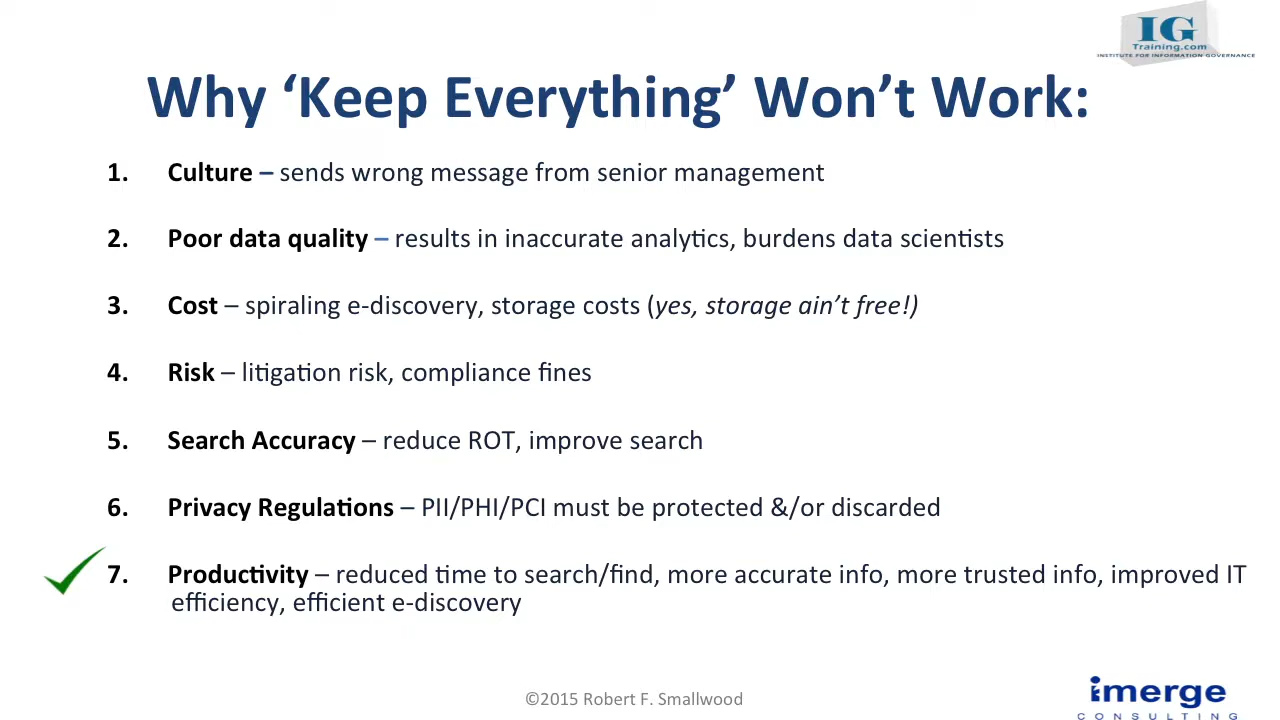 IG
Training.com
INSTITUTE FOR INFORMATION GOVERNANCE
Why ‘Keep Everything’ Won’t Work:
1. Culture – sends wrong message from senior management
2. Poor data quality – results in inaccurate analytics, burdens data scientists
3. Cost – spiraling e-discovery, storage costs (yes, storage ain’t free!)
4. Risk – litigation risk, compliance fines
5. Search Accuracy – reduce ROT, improve search
6. Privacy Regulations – PII/PHI/PCI must be protected &/or discarded
7. Productivity – reduced time to search/find, more accurate info, more trusted info, improved IT
efficiency, efficient e-discovery
©2015 Robert F. Smallwood
imerge
CONSULTING